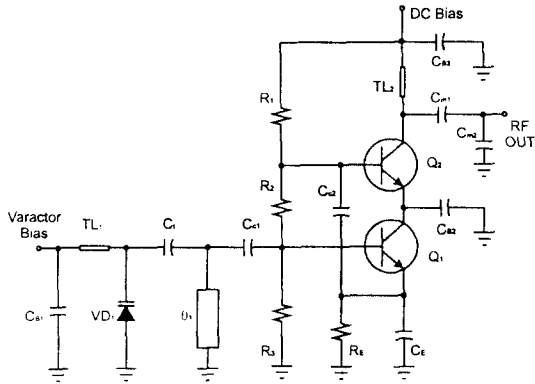 DC Bias
CB3
TL2
R1
Cm1
RF
OUT
Cm2
Q2
R2
Cc2
Varactor
Bias
TL1
C1
Cc1
CB2
Q1
CB1
VD1
θ1
R3
RE
CE